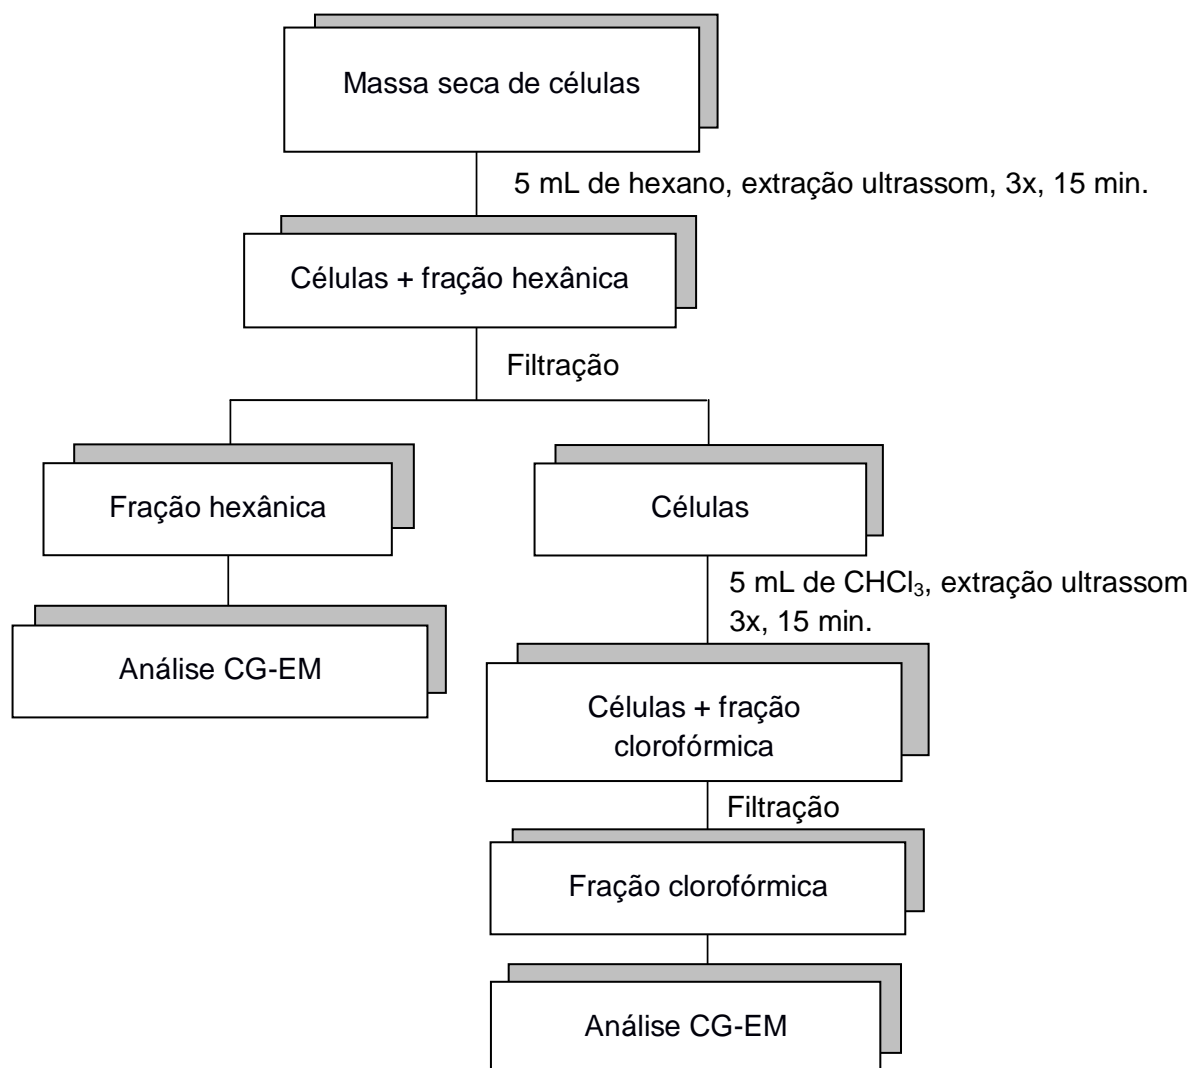 Massa seca de células
5 mL de hexano, extração ultrassom, 3x, 15 min.
Células + fração hexânica
Filtração
Fração hexânica
Células
5 mL de CHCl₃, extração ultrassom
3x, 15 min.
Análise CG-EM
Células + fração
clorofórmica
Filtração
Fração clorofórmica
Análise CG-EM